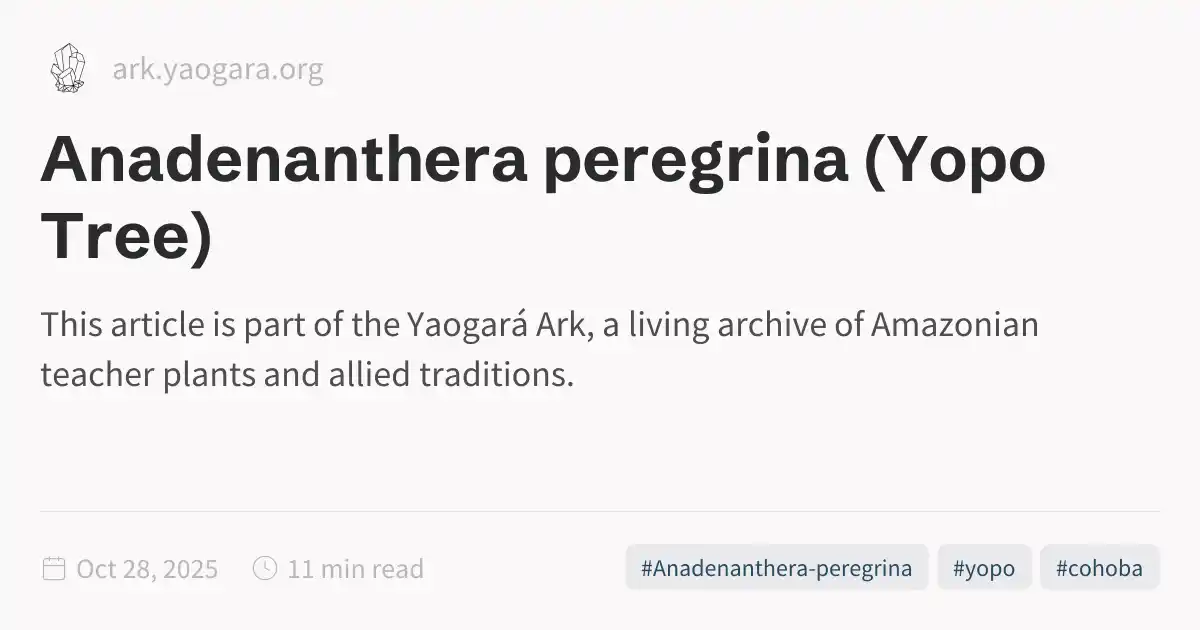 ark.yaogara.org
Anadenanthera peregrina (Yopo
Tree)
This article is part of the Yaogará Ark, a living archive of Amazonian
teacher plants and allied traditions.
Oct 28, 2025
11 min read
#Anadenanthera-peregrina
#yopo
#cohoba